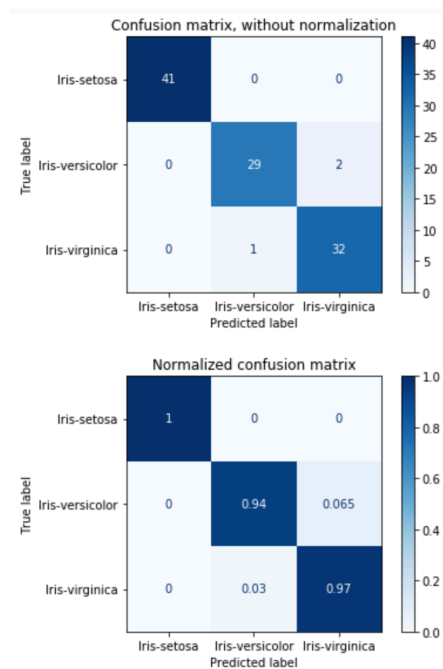 Confusion matrix, without normalization
40
Iris-setosa 41 0 0
35
30
25
True label
Iris-versicolor 0 29 2
20
15
10
Iris-virginica 0 1 32
5
0
Iris-setosa Iris-versicolor Iris-virginica
Predicted label
Normalized confusion matrix
1.0
Iris-setosa 1 0 0
0.8
0.6
True label
Iris-versicolor 0 0.94 0.065
0.4
Iris-virginica 0 0.03 0.97
0.2
0.0
Iris-setosa Iris-versicolor Iris-virginica
Predicted label